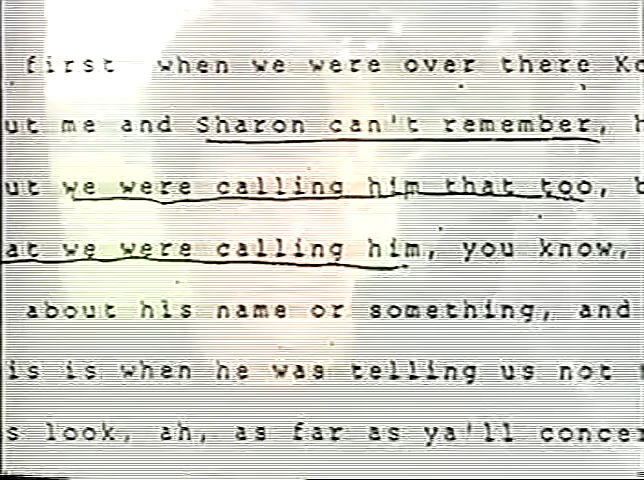 first when we were over there Ko
ut me and Sharon can't remember, h
ut we were calling him that too, b
at we were calling him, you know,
about his name or something, and
is is when he was telling us not
s look, ah, as far as ya'll concer